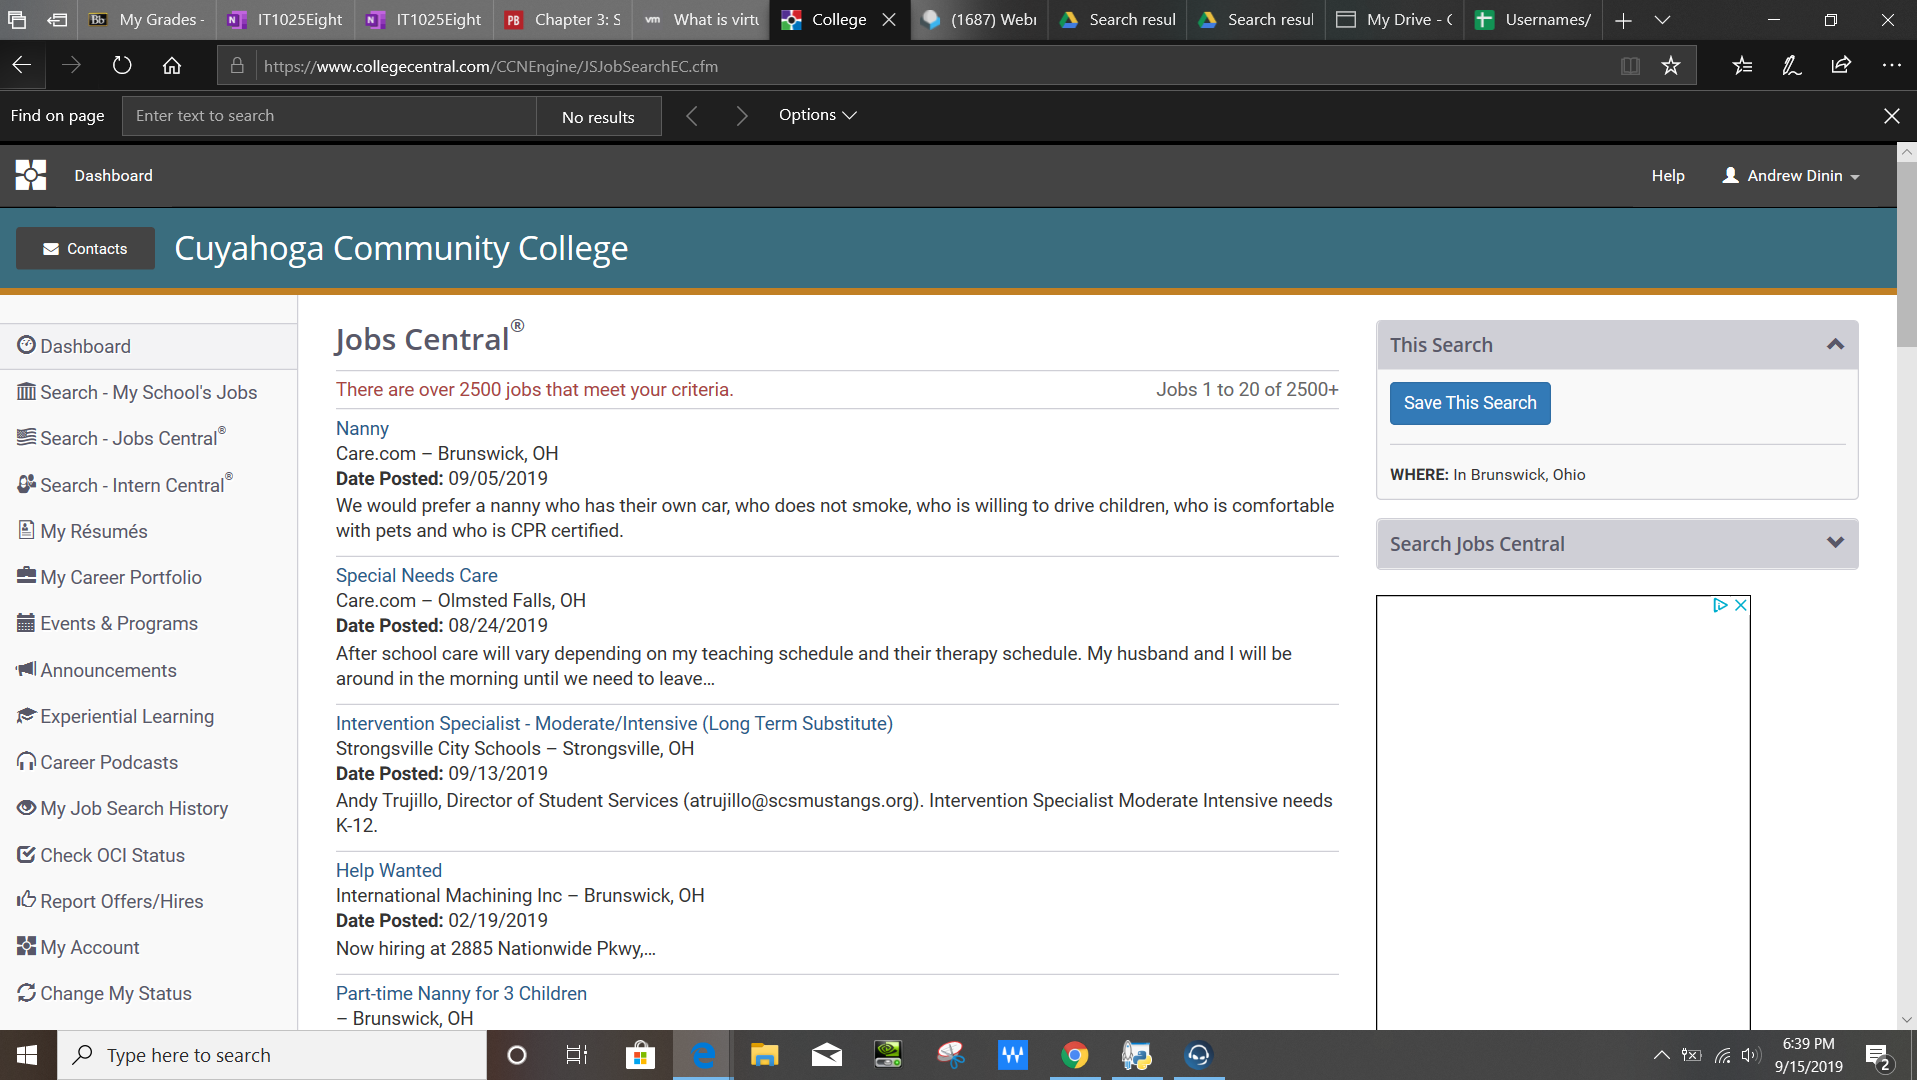 My Grades -
IT1025Eight
IT1025Eight
PB
Chapter 3: S
vm
What is virtu
College
(1687) Webm
Search resul
Search resul
My Drive - G
Usernames/
https://www.collegecentral.com/CCNEngine/JSJobSearchEC.cfm
Find on page
Enter text to search
No results
Options
Dashboard
Help
Andrew Dinin
Contacts
Cuyahoga Community College
Dashboard
Search - My School's Jobs
Search - Jobs Central®
Search - Intern Central®
My Résumés
My Career Portfolio
Events & Programs
Announcements
Experiential Learning
Career Podcasts
My Job Search History
Check OCI Status
Report Offers/Hires
My Account
Change My Status
Jobs Central®
There are over 2500 jobs that meet your criteria.
Jobs 1 to 20 of 2500+
Nanny
Care.com – Brunswick, OH
Date Posted: 09/05/2019
We would prefer a nanny who has their own car, who does not smoke, who is willing to drive children, who is comfortable
with pets and who is CPR certified.
Special Needs Care
Care.com – Olmsted Falls, OH
Date Posted: 08/24/2019
After school care will vary depending on my teaching schedule and their therapy schedule. My husband and I will be
around in the morning until we need to leave...
Intervention Specialist - Moderate/Intensive (Long Term Substitute)
Strongsville City Schools – Strongsville, OH
Date Posted: 09/13/2019
Andy Trujillo, Director of Student Services (atrujillo@scsmustangs.org). Intervention Specialist Moderate Intensive needs
K-12.
Help Wanted
International Machining Inc – Brunswick, OH
Date Posted: 02/19/2019
Now hiring at 2885 Nationwide Pkwy,...
Part-time Nanny for 3 Children
– Brunswick, OH
This Search
Save This Search
WHERE: In Brunswick, Ohio
Search Jobs Central
Type here to search
6:39 PM
9/15/2019
2